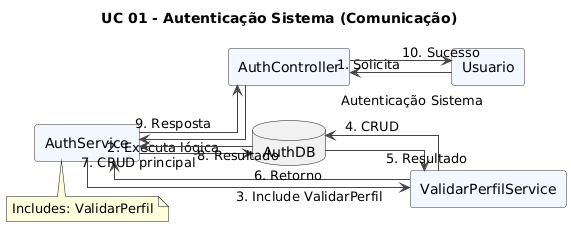 UC 01 - Autenticação Sistema (Comunicação)
10. Sucesso
AuthController
1. Solicita
Usuario
Autenticação Sistema
9. Resposta
4. CRUD
AuthService
2. Executa lógica
AuthDB
7. CRUD principal
8. Resultado
5. Resultado
6. Retorno
ValidarPerfilService
3. Include ValidarPerfil
Includes: ValidarPerfil